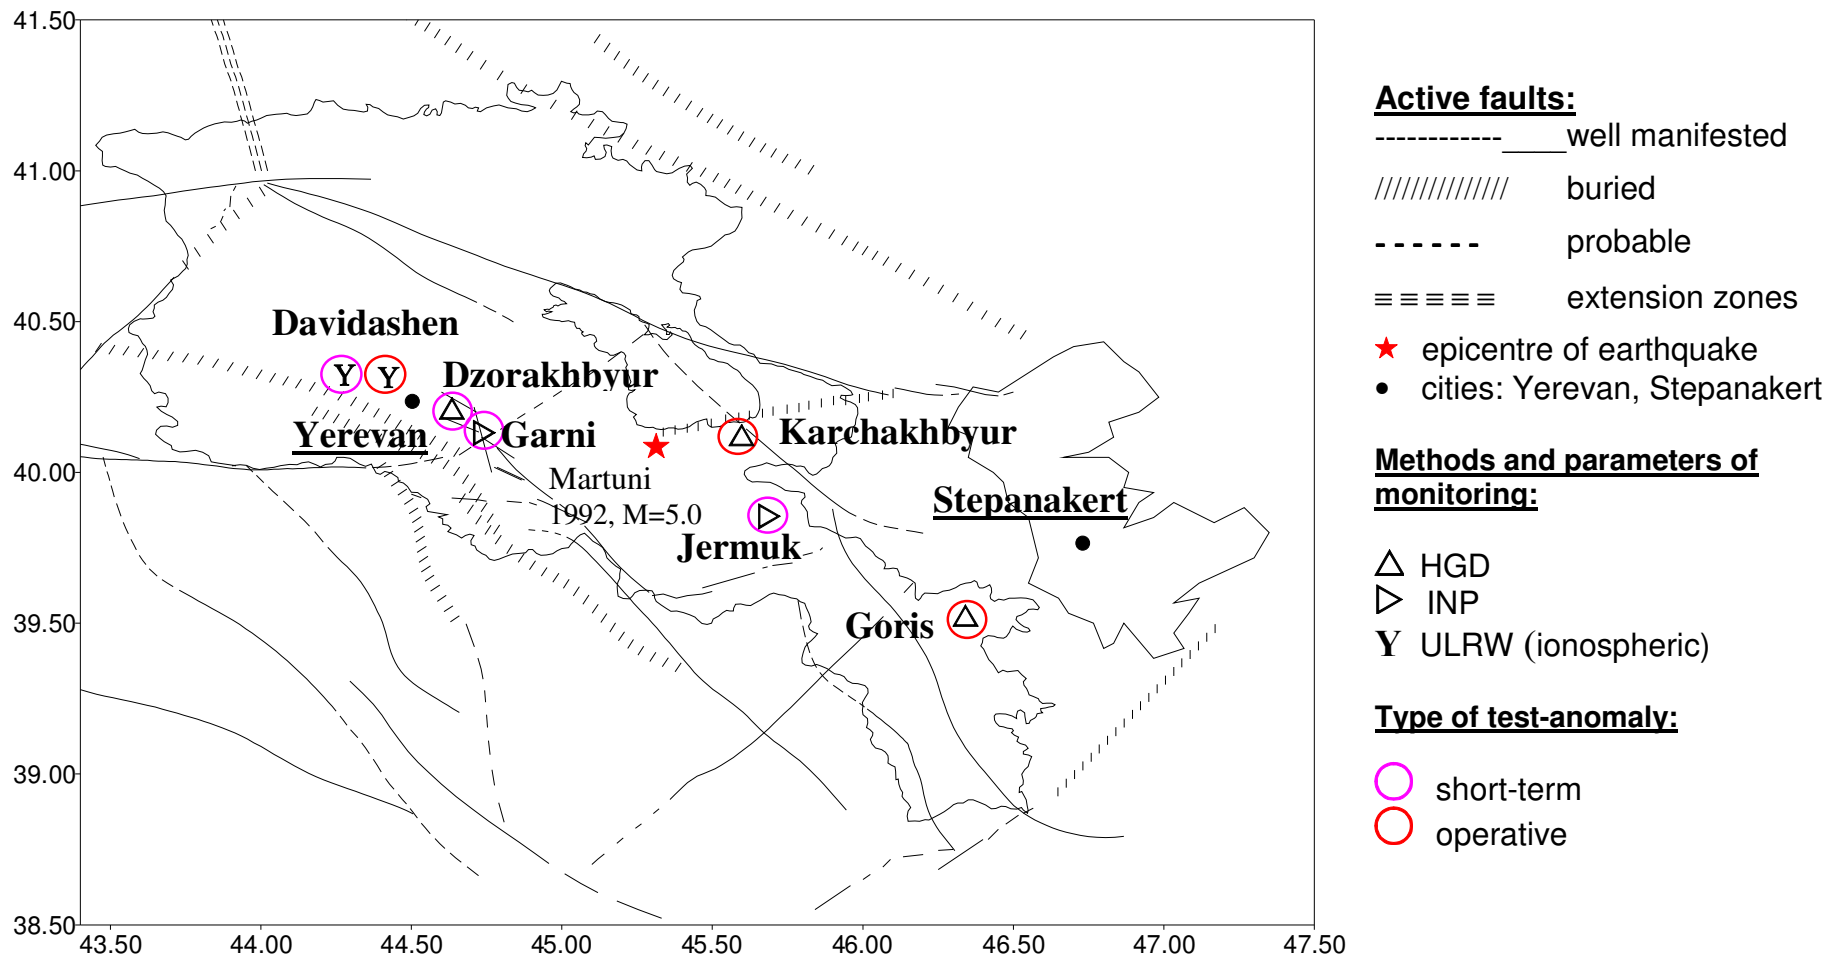 41.50
41.00
40.50
40.00
39.50
39.00
38.50
43.50 44.00 44.50 45.00 45.50 46.00 46.50 47.00 47.50
Davidashen
Y Y
Dzorakhbyur
Yerevan
Garni
Karchakhbyur
Martuni
1992, M=5.0
Stepanakert
Jermuk
Goris
Active faults:
------------____well manifested
/////////////// buried
- - - - - - probable
= = = = = extension zones
epicentre of earthquake
cities: Yerevan, Stepanakert
Methods and parameters of
monitoring:
HGD
INP
Y ULRW (ionospheric)
Type of test-anomaly:
short-term
operative